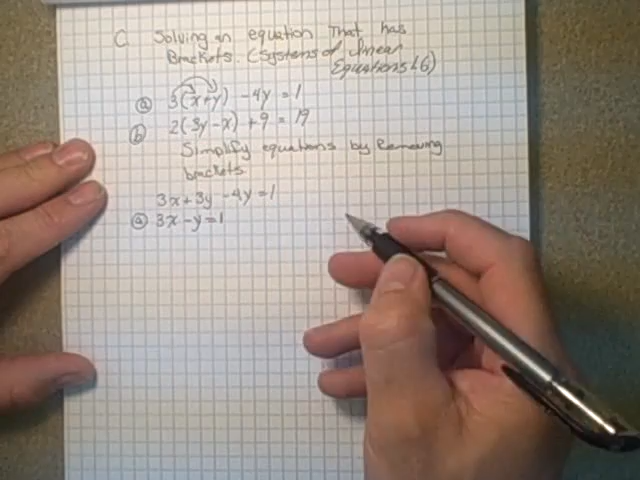 C. Solving an equation That has
Brackets. (Systems of linear
Equations L6)
a 3(x+y) - 4y = 1
b 2(3y-x) + 9 = 19
Simplify equations by Removing
brackets
3x + 3y - 4y = 1
a 3x - y = 1